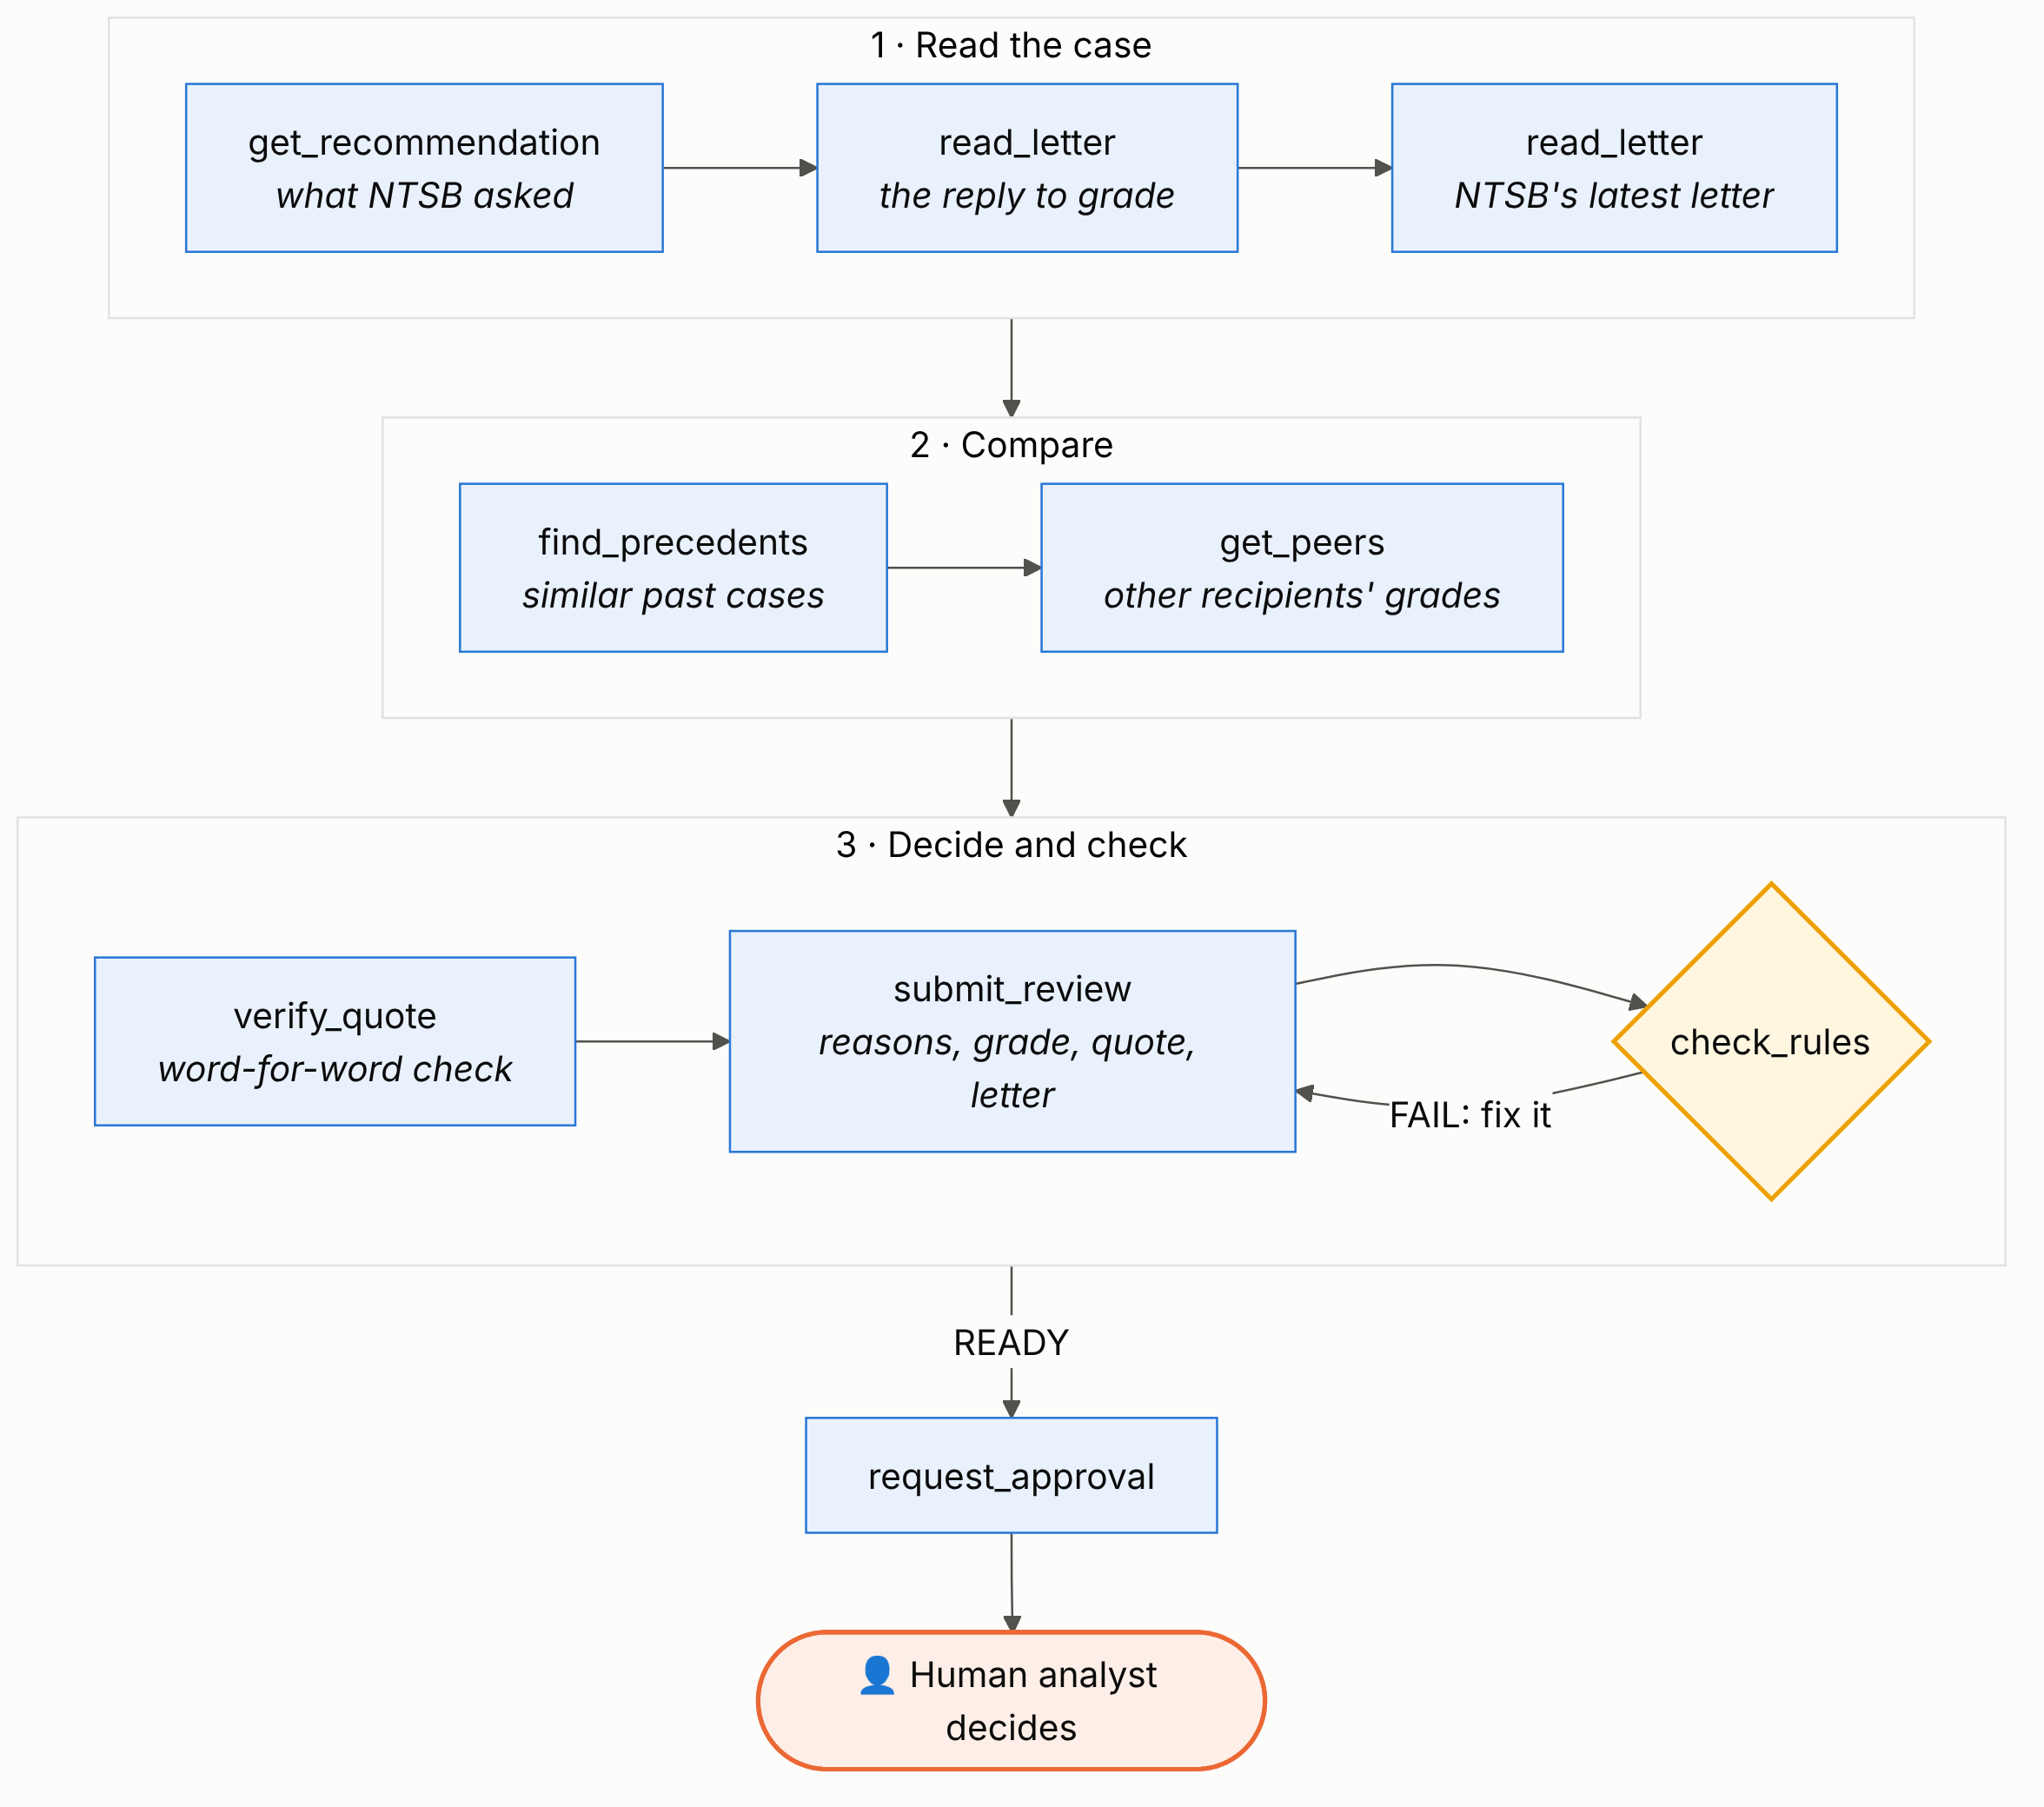 1 · Read the case
get_recommendation
what NTSB asked
read_letter
the reply to grade
read_letter
NTSB's latest letter
2 · Compare
find_precedents
similar past cases
get_peers
other recipients' grades
3 · Decide and check
verify_quote
word-for-word check
submit_review
reasons, grade, quote,
letter
check_rules
FAIL: fix it
READY
request_approval
👤 Human analyst
decides